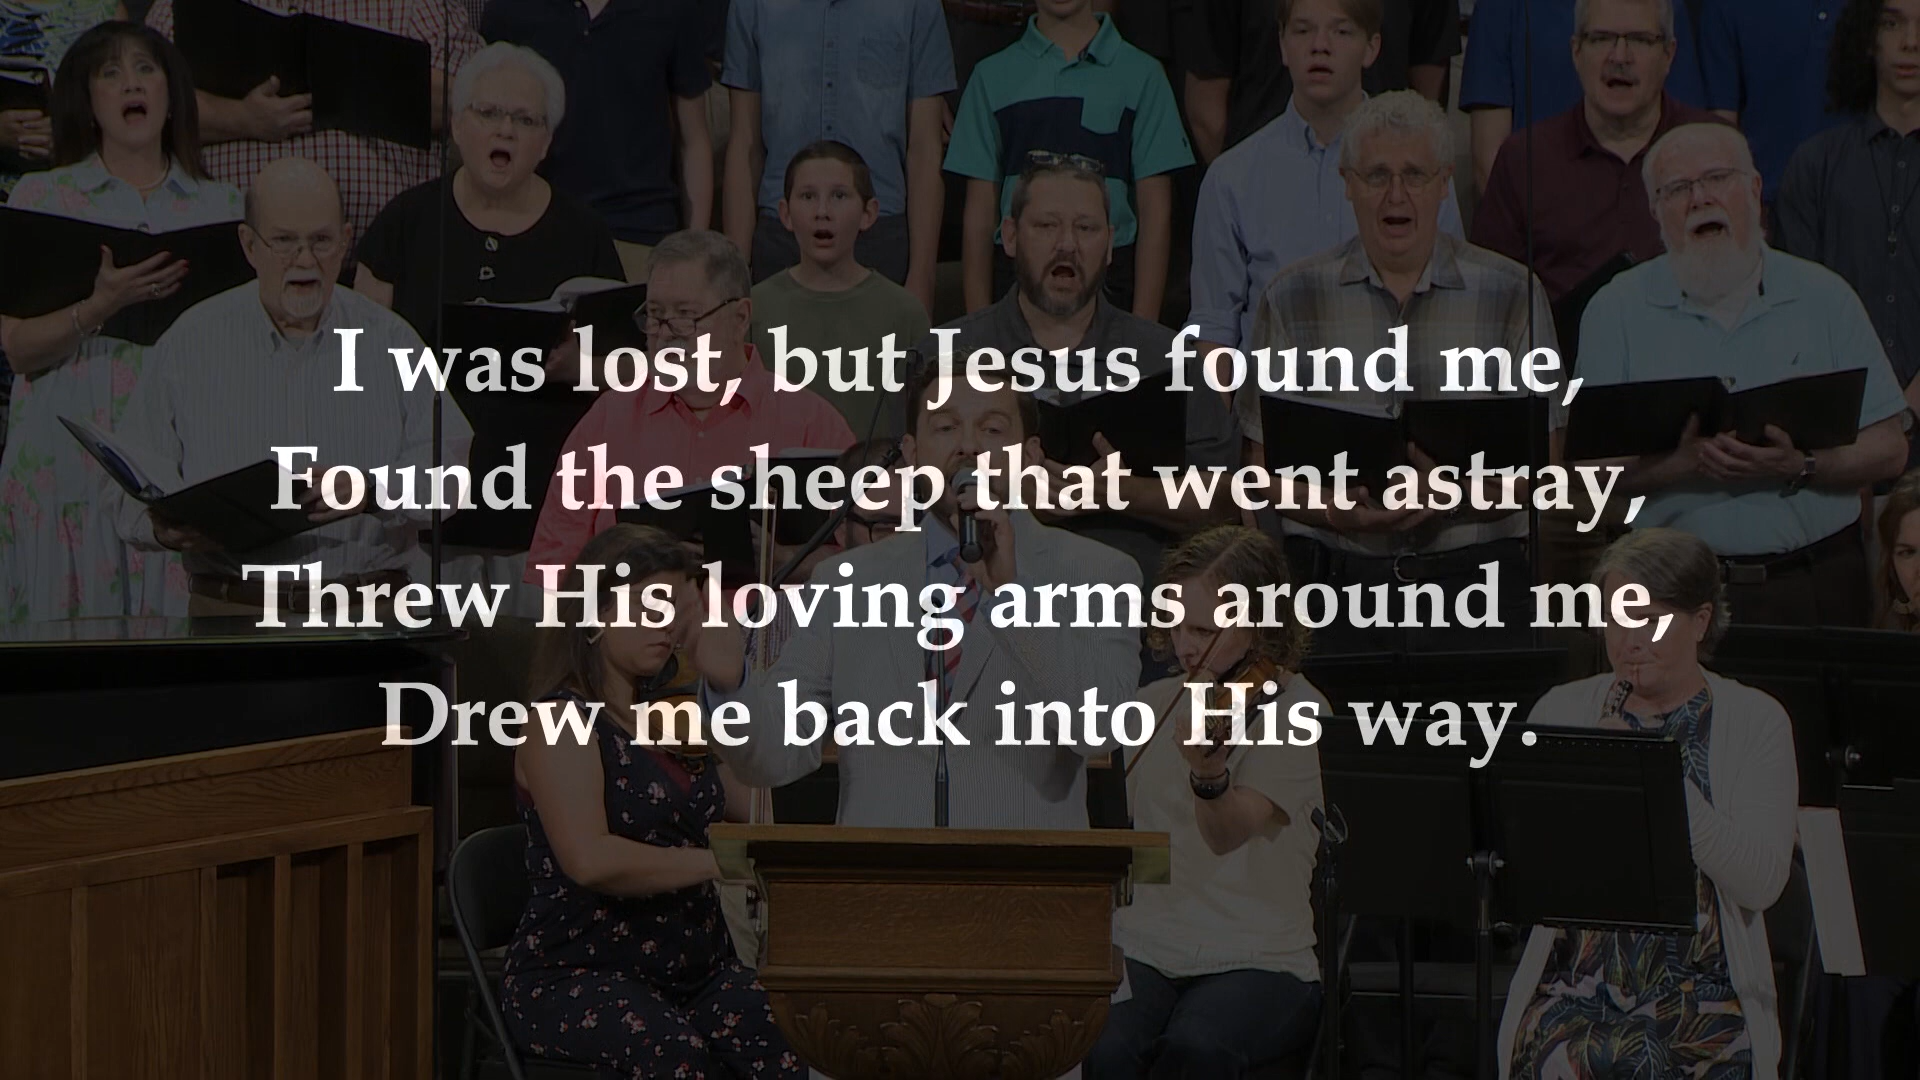 I was lost, but Jesus found me,
Found the sheep that went astray,
Threw His loving arms around me,
Drew me back into His way.